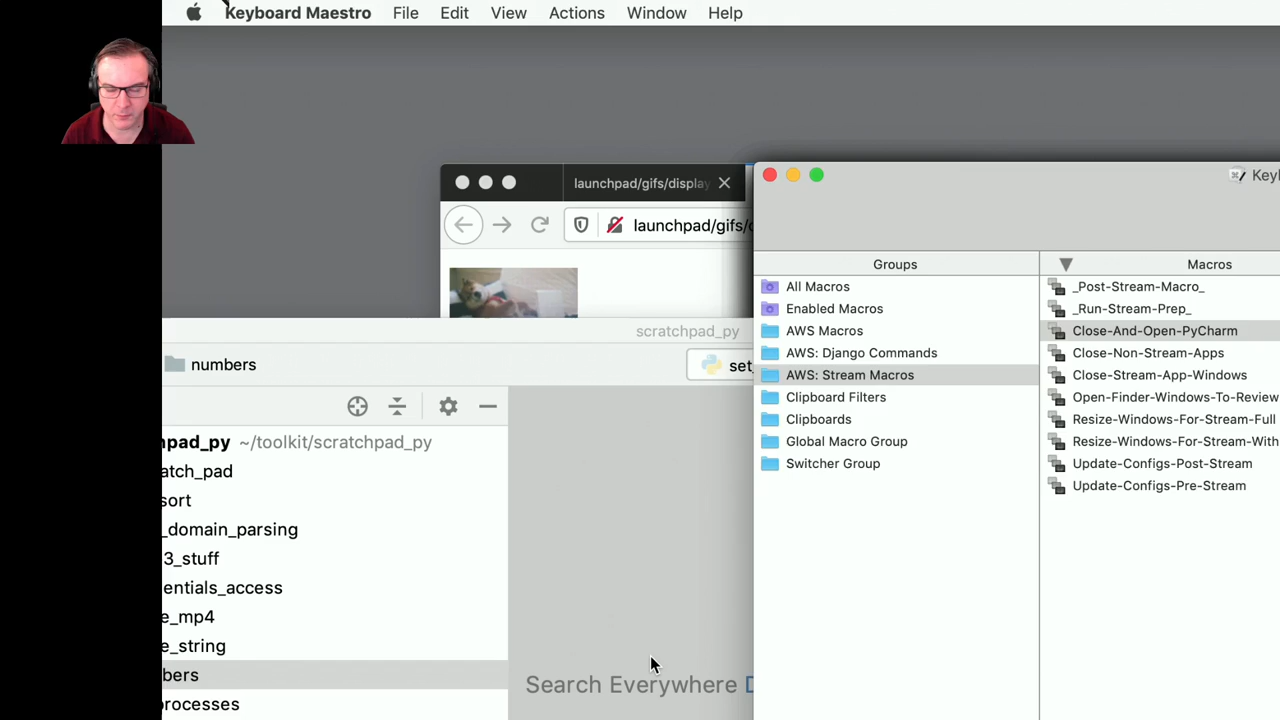 Keyboard Maestro File Edit View Actions Window Help
launchpad/gifs/display
launchpad/gifs/
Groups
All Macros
Enabled Macros
AWS Macros
AWS: Django Commands
AWS: Stream Macros
Clipboard Filters
Clipboards
Global Macro Group
Switcher Group
Macros
_Post-Stream-Macro_
_Run-Stream-Prep_
Close-And-Open-PyCharm
Close-Non-Stream-Apps
Close-Stream-App-Windows
Open-Finder-Windows-To-Review
Resize-Windows-For-Stream-Full
Resize-Windows-For-Stream-With
Update-Configs-Post-Stream
Update-Configs-Pre-Stream
scratchpad_py
numbers
set_
hpad_py ~/toolkit/scratchpad_py
atch_pad
sort
_domain_parsing
3_stuff
entials_access
e_mp4
e_string
bers
processes
Search Everywhere